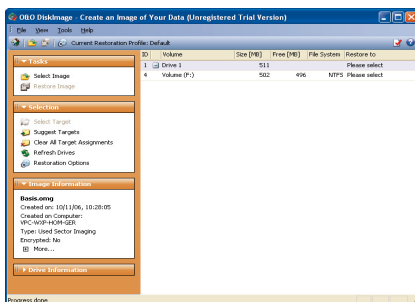 O&O DiskImage - Create an Image of Your Data (Unregistered Trial Version)
File View Tools Help
Current Restoration Profile: Default
Tasks
Select Image
Restore Image
Selection
Select Target
Suggest Targets
Clear All Target Assignments
Refresh Drives
Restoration Options
Image Information
Basis.omg
Created on: 10/11/06, 10:28:05
Created on Computer:
VPC-WXP-HOM-GER
Type: Used Sector Imaging
Encrypted: No
More...
Drive Information
ID Volume Size [MB] Free [MB] File System Restore to
1 Drive 1 511 Please select
4 Volume (F:) 502 496 NTFS Please select
Progress done